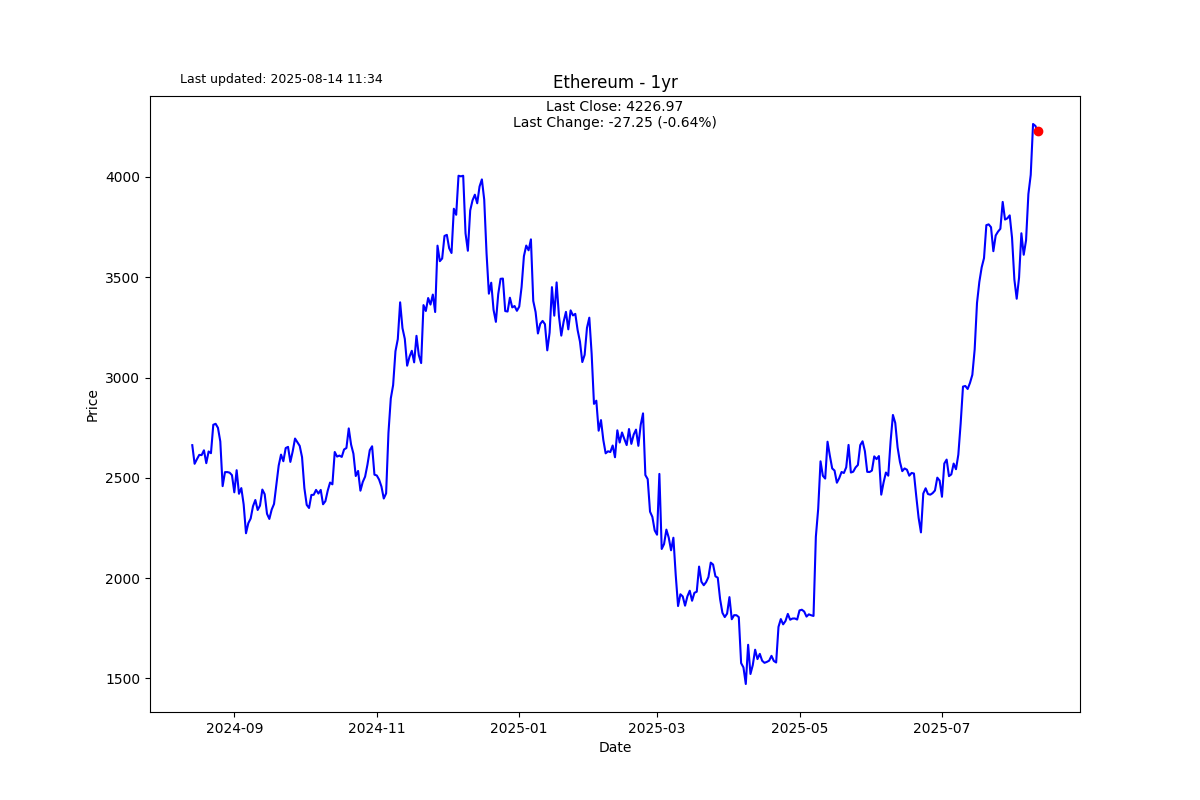 Last updated: 2025-08-14 11:34
Ethereum - 1yr
Last Close: 4226.97
Last Change: -27.25 (-0.64%)
4000
3500
3000
2500
2000
1500
Price
2024-09
2024-11
2025-01
2025-03
2025-05
2025-07
Date